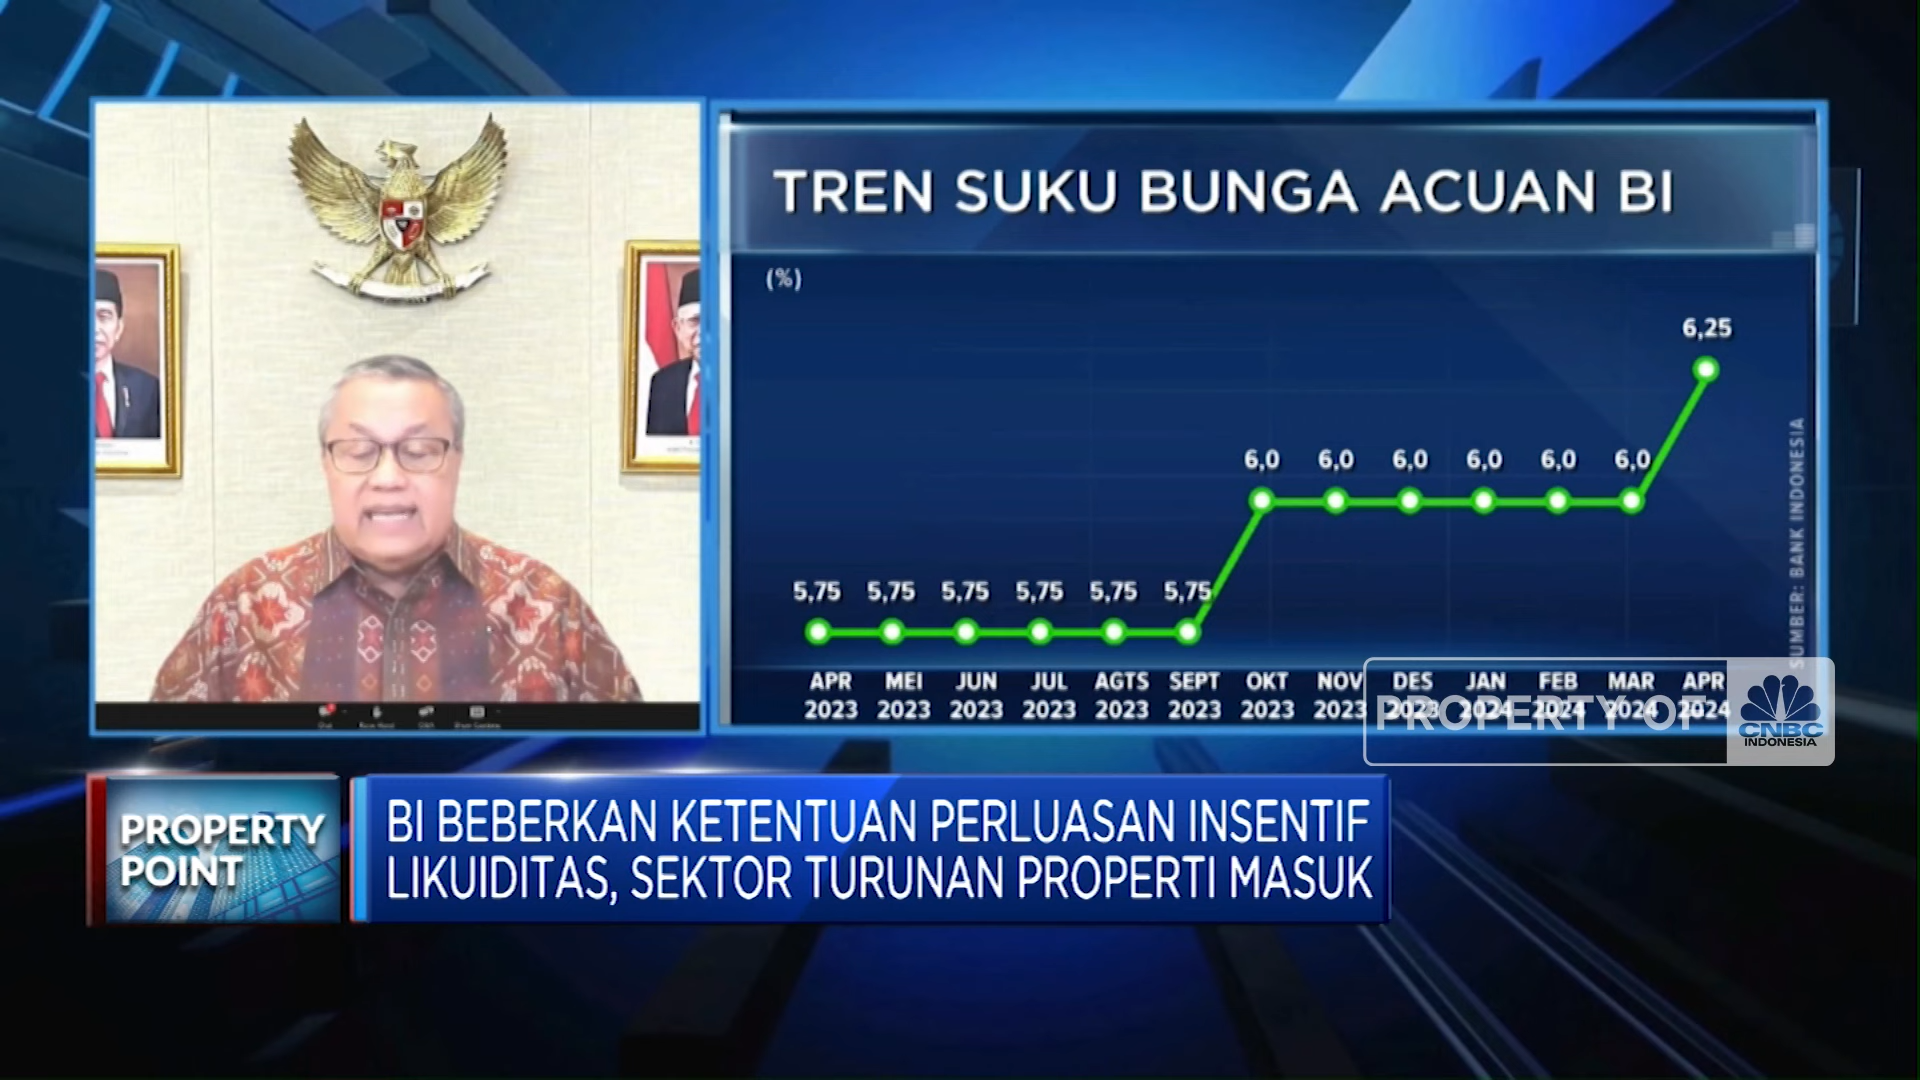 TREN SUKU BUNGA ACUAN BI
(%)
6,25
6,0 6,0 6,0 6,0 6,0 6,0
5,75 5,75 5,75 5,75 5,75 5,75
APR MEI JUN JUL AGTS SEPT OKT NOV DES JAN FEB MAR APR
2023 2023 2023 2023 2023 2023 2023 2023 2023 2024 2024 2024 2024
SUMBER: BANK INDONESIA
PROPERTY OF
CNBC
INDONESIA
PROPERTY
POINT
BI BEBERKAN KETENTUAN PERLUASAN INSENTIF
LIKUIDITAS, SEKTOR TURUNAN PROPERTI MASUK